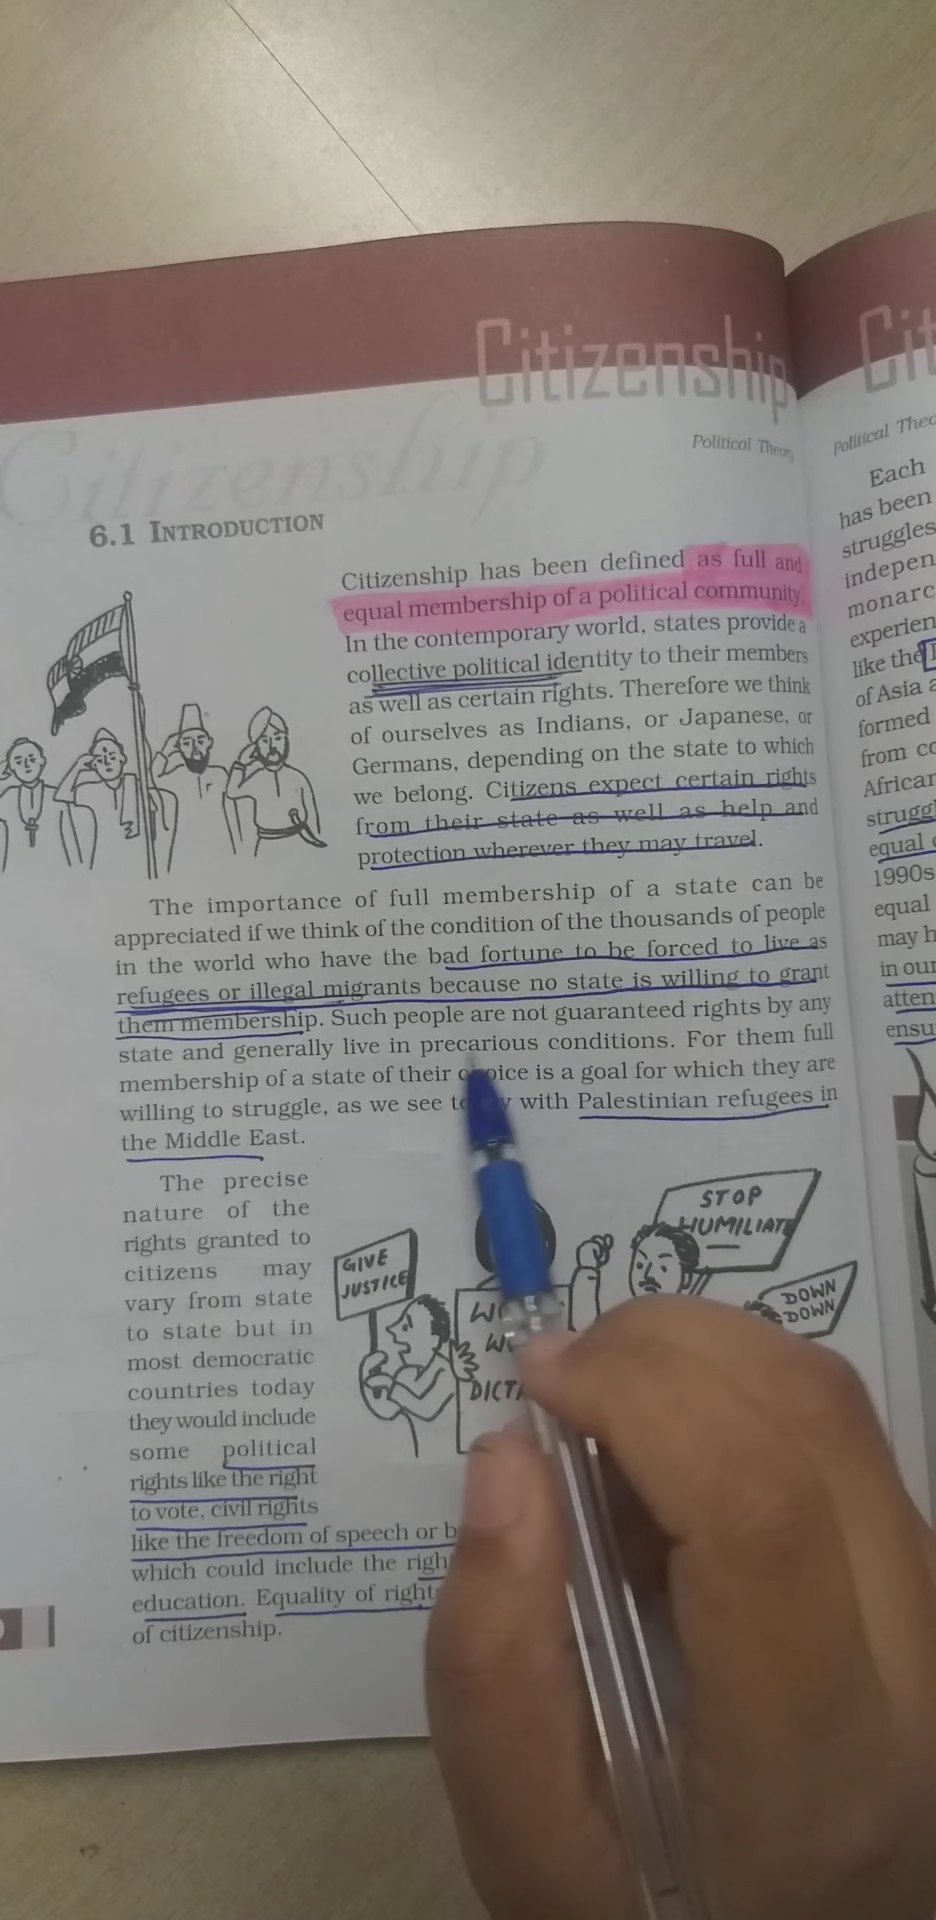 Citizenship
Cit
Citizenship
Political Theory
Political Theo
6.1 INTRODUCTION
Citizenship has been defined as full and
equal membership of a political community.
In the contemporary world, states provide a
collective political identity to their members
as well as certain rights. Therefore we think
of ourselves as Indians, or Japanese, or
Germans, depending on the state to which
we belong. Citizens expect certain rights
from their state as well as help and
protection wherever they may travel.
The importance of full membership of a state can be
appreciated if we think of the condition of the thousands of people
in the world who have the bad fortune to be forced to live as
refugees or illegal migrants because no state is willing to grant
them membership. Such people are not guaranteed rights by any
state and generally live in precarious conditions. For them full
membership of a state of their choice is a goal for which they are
willing to struggle, as we see today with Palestinian refugees in
the Middle East.
The precise
nature of the
rights granted to
citizens may
vary from state
to state but in
most democratic
countries today
they would include
some political
rights like the right
to vote, civil rights
like the freedom of speech or b
which could include the righ
education. Equality of rights
of citizenship.
GIVE
JUSTICE
W
W
DICTA
STOP
HUMILIAT
DOWN
DOWN
Each
has been
struggles
indepen
monarc
experien
like the
of Asia a
formed
from co
African
strugg
equal
1990s
equal
may h
in our
atten
ensu